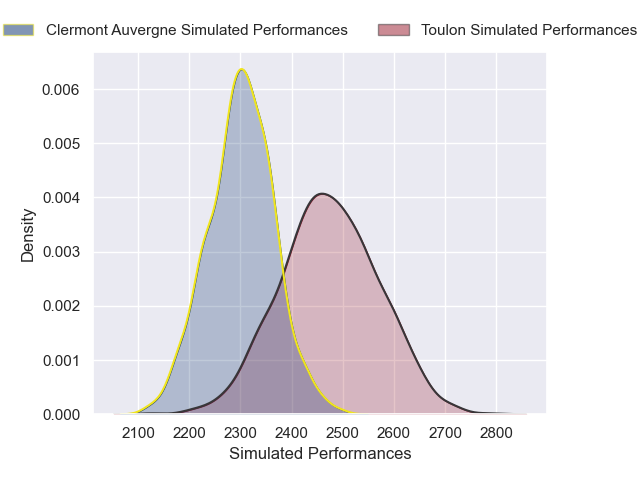 Clermont Auvergne Simulated Performances
Toulon Simulated Performances
Density
0.006
0.005
0.004
0.003
0.002
0.001
0.000
2100 2200 2300 2400 2500 2600 2700 2800
Simulated Performances